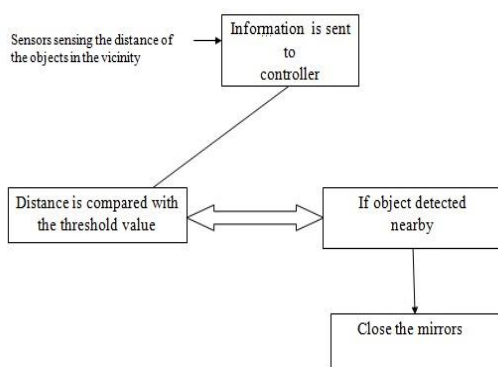 Sensors sensing the distance of
the objects in the vicinity
Information is sent
to
controller
Distance is compared with
the threshold value
If object detected
nearby
Close the mirrors